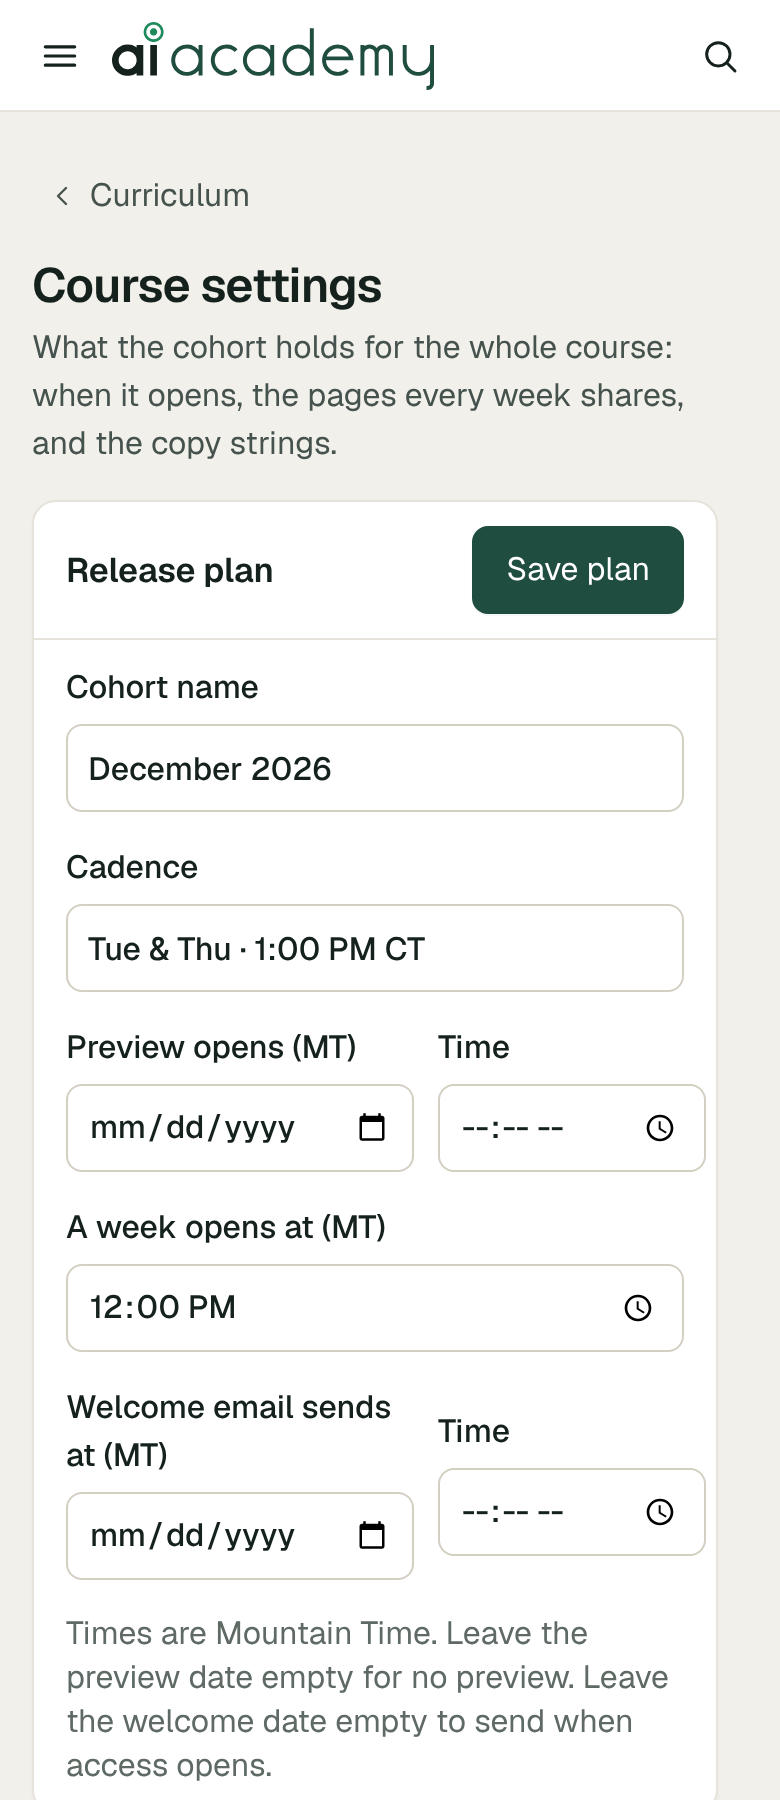 ai academy
Curriculum
Course settings
What the cohort holds for the whole course:
when it opens, the pages every week shares,
and the copy strings.
Release plan
Save plan
Cohort name
December 2026
Cadence
Tue & Thu · 1:00 PM CT
Preview opens (MT)
Time
mm/dd/yyyy
--:-- --
A week opens at (MT)
12:00 PM
Welcome email sends
at (MT)
Time
mm/dd/yyyy
--:-- --
Times are Mountain Time. Leave the
preview date empty for no preview. Leave
the welcome date empty to send when
access opens.